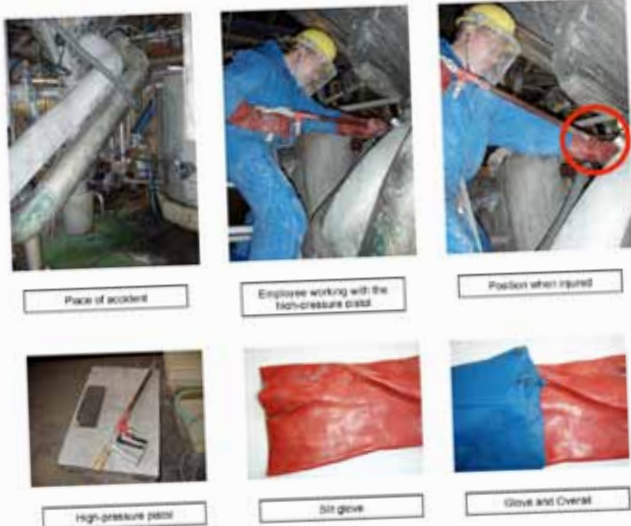 Place of accident
Employee working with the
high-pressure pistol
Position when injured
High-pressure pistol
Slit glove
Glove and Overall